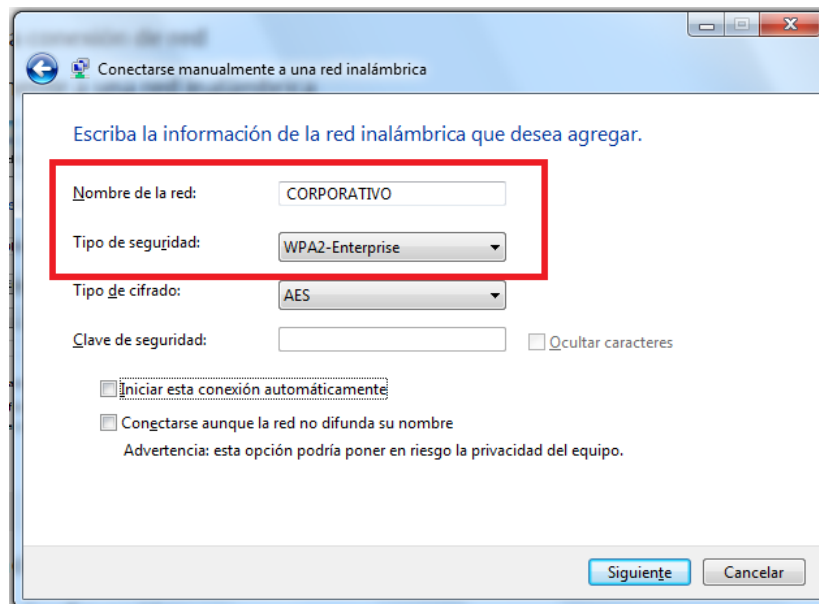 a conexión de red
Conectarse manualmente a una red inalámbrica
Escriba la información de la red inalámbrica que desea agregar.
Nombre de la red: CORPORATIVO
Tipo de seguridad: WPA2-Enterprise
Tipo de cifrado: AES
Clave de seguridad: Ocultar caracteres
Iniciar esta conexión automáticamente
Conectarse aunque la red no difunda su nombre
Advertencia: esta opción podría poner en riesgo la privacidad del equipo.
Siguiente Cancelar